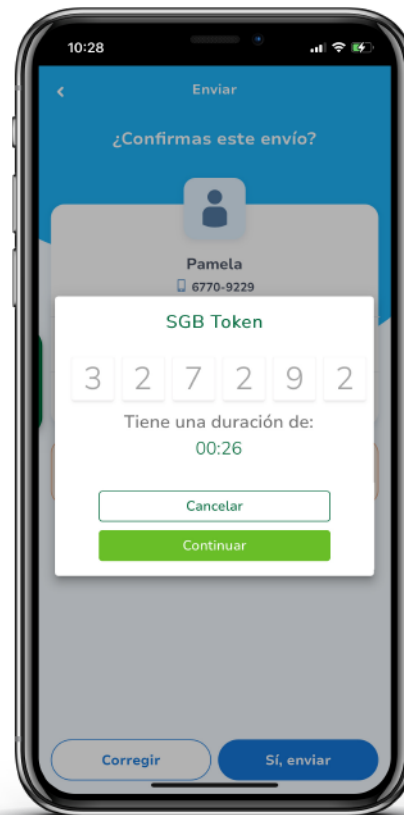 10:28
Enviar
¿Confirmas este envío?
Pamela
6770-9229
SGB Token
3 2 7 2 9 2
Tiene una duración de:
00:26
Cancelar
Continuar
Corregir
Sí, enviar